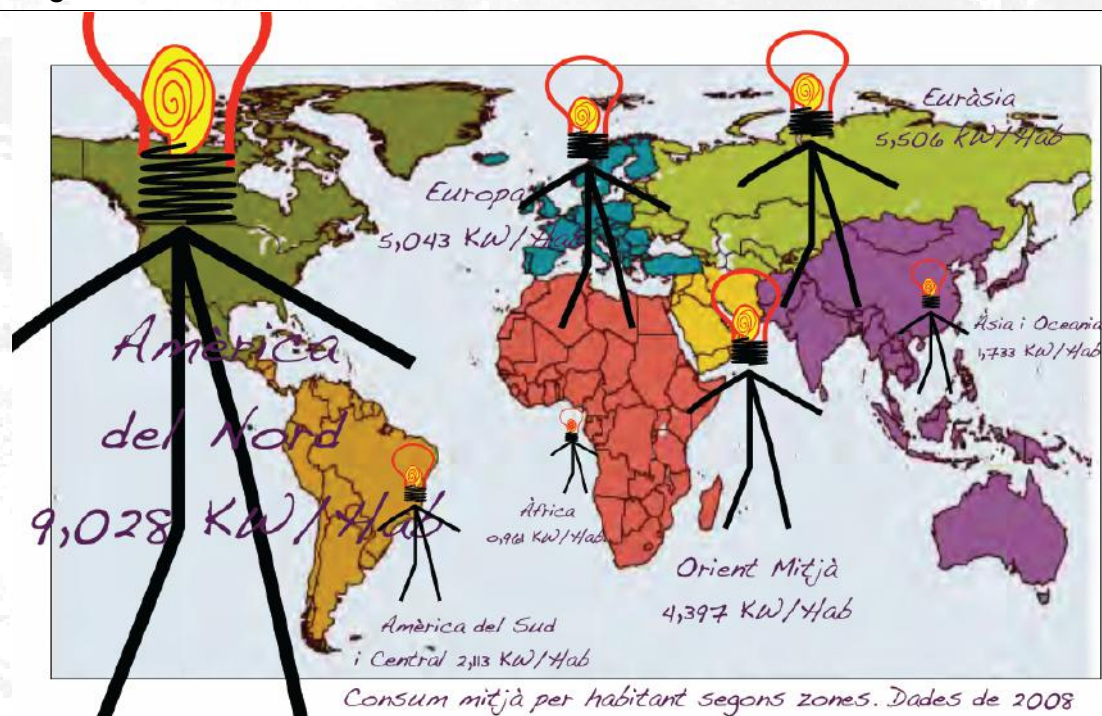 Euràsia
5,506 KW/Hab
Europa
5,043 KW/Hab
Àsia i Oceania
1,733 KW/Hab
Amèrica
del Nord
9,028 KW/Hab
Àfrica
KW/Hab
Orient Mitjà
4,397 KW/Hab
Amèrica del Sud
i Central 2,113 KW/Hab
Consum mitjà per habitant segons zones. Dades de 2008